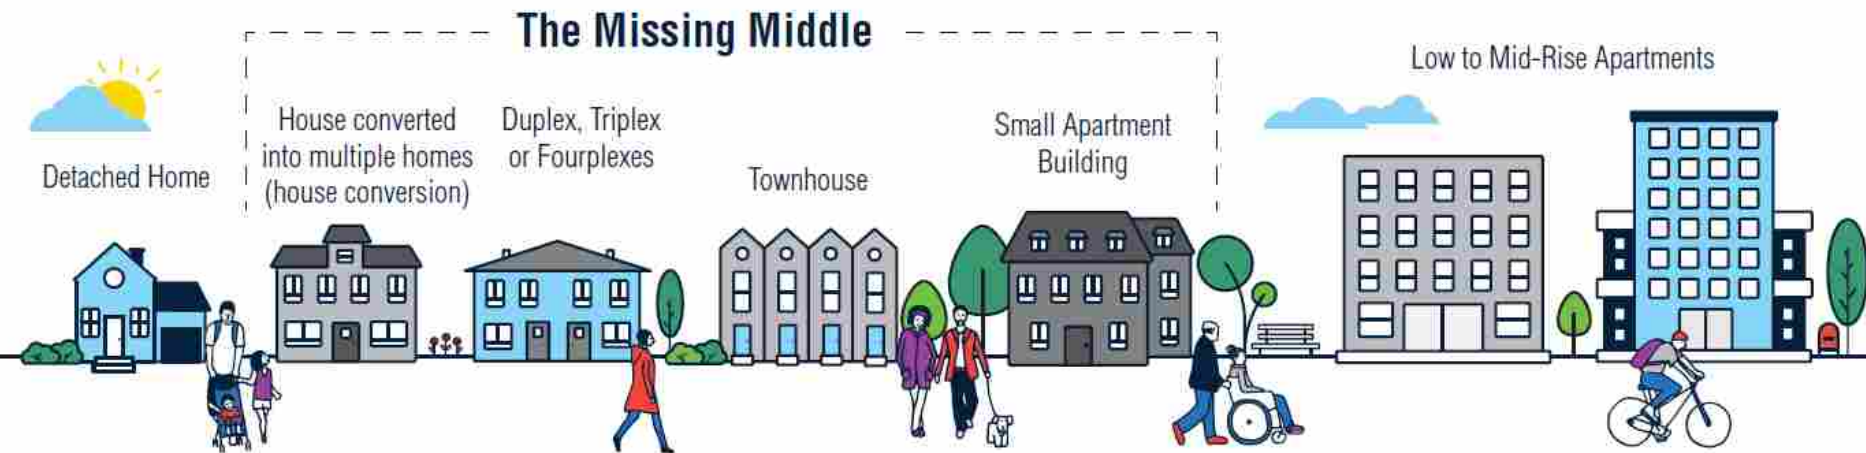 The Missing Middle
Detached Home
House converted
into multiple homes
(house conversion)
Duplex, Triplex
or Fourplexes
Townhouse
Small Apartment
Building
Low to Mid-Rise Apartments